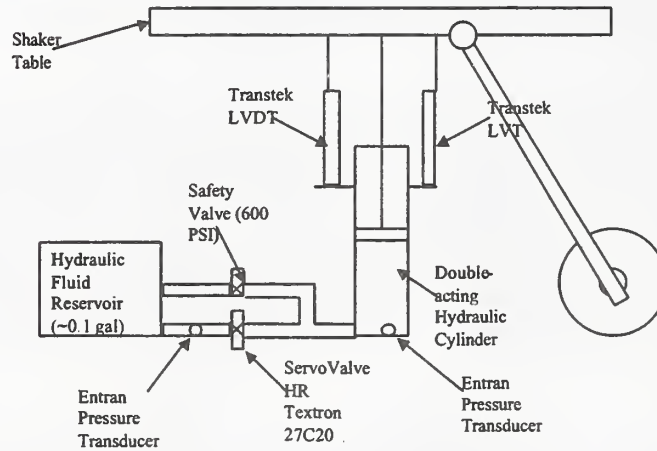 Shaker
Table
Transtek
LVDT
Transtek
LVT
Safety
Valve (600
PSI)
Hydraulic
Fluid
Reservoir
(~0.1 gal)
Double-
acting
Hydraulic
Cylinder
Entran
Pressure
Transducer
ServoValve
HR
Textron
27C20
Entran
Pressure
Transducer